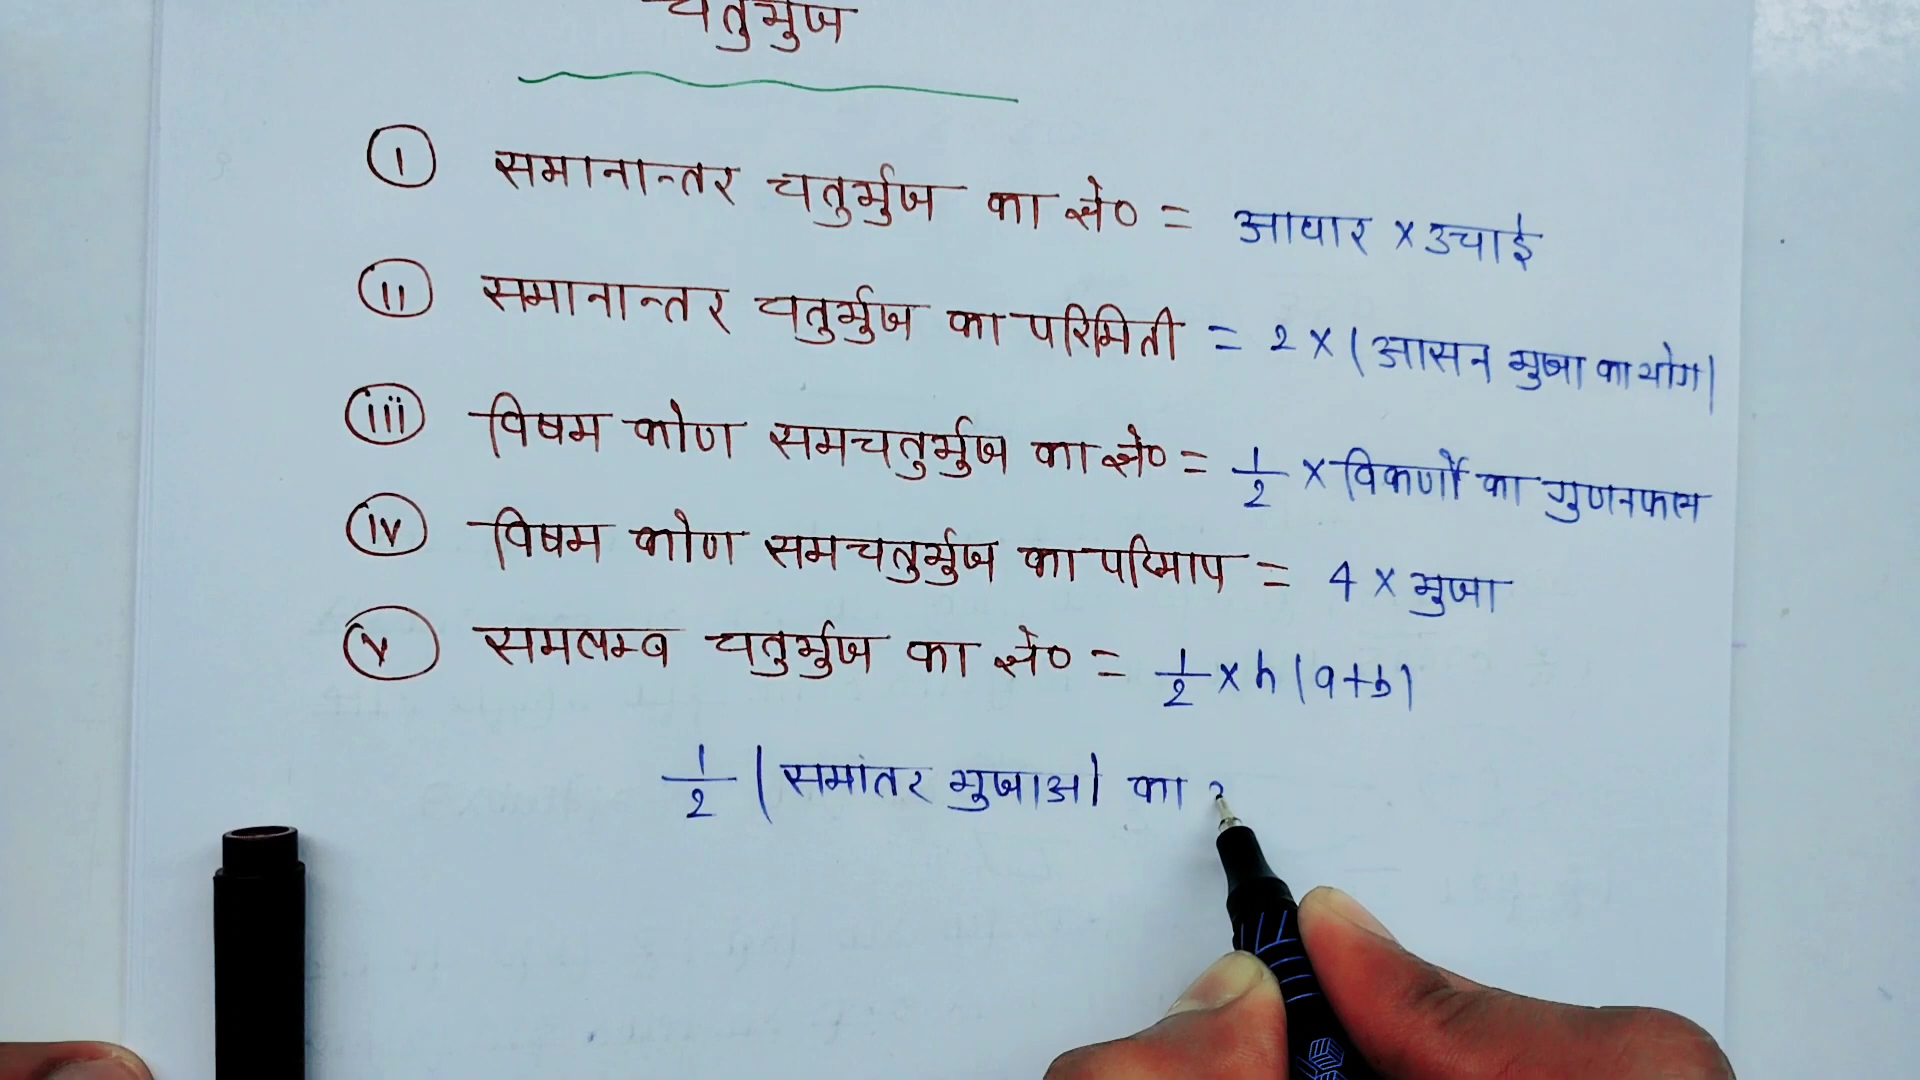 चतुर्भुज
(i) समानान्तर चतुर्भुज का क्षे० = आधार × उचाई
(ii) समानान्तर चतुर्भुज का परिमिती = 2 × (आसन भुजा का योग)
(iii) विषम कोण समचतुर्भुज का क्षे० = 1/2 × विकर्णों का गुणनफल
(iv) विषम कोण समचतुर्भुज का परिमाप = 4 × भुजा
(v) समलम्ब चतुर्भुज का क्षे० = 1/2 × h (a+b)
1/2 (समांतर भुजाओ का